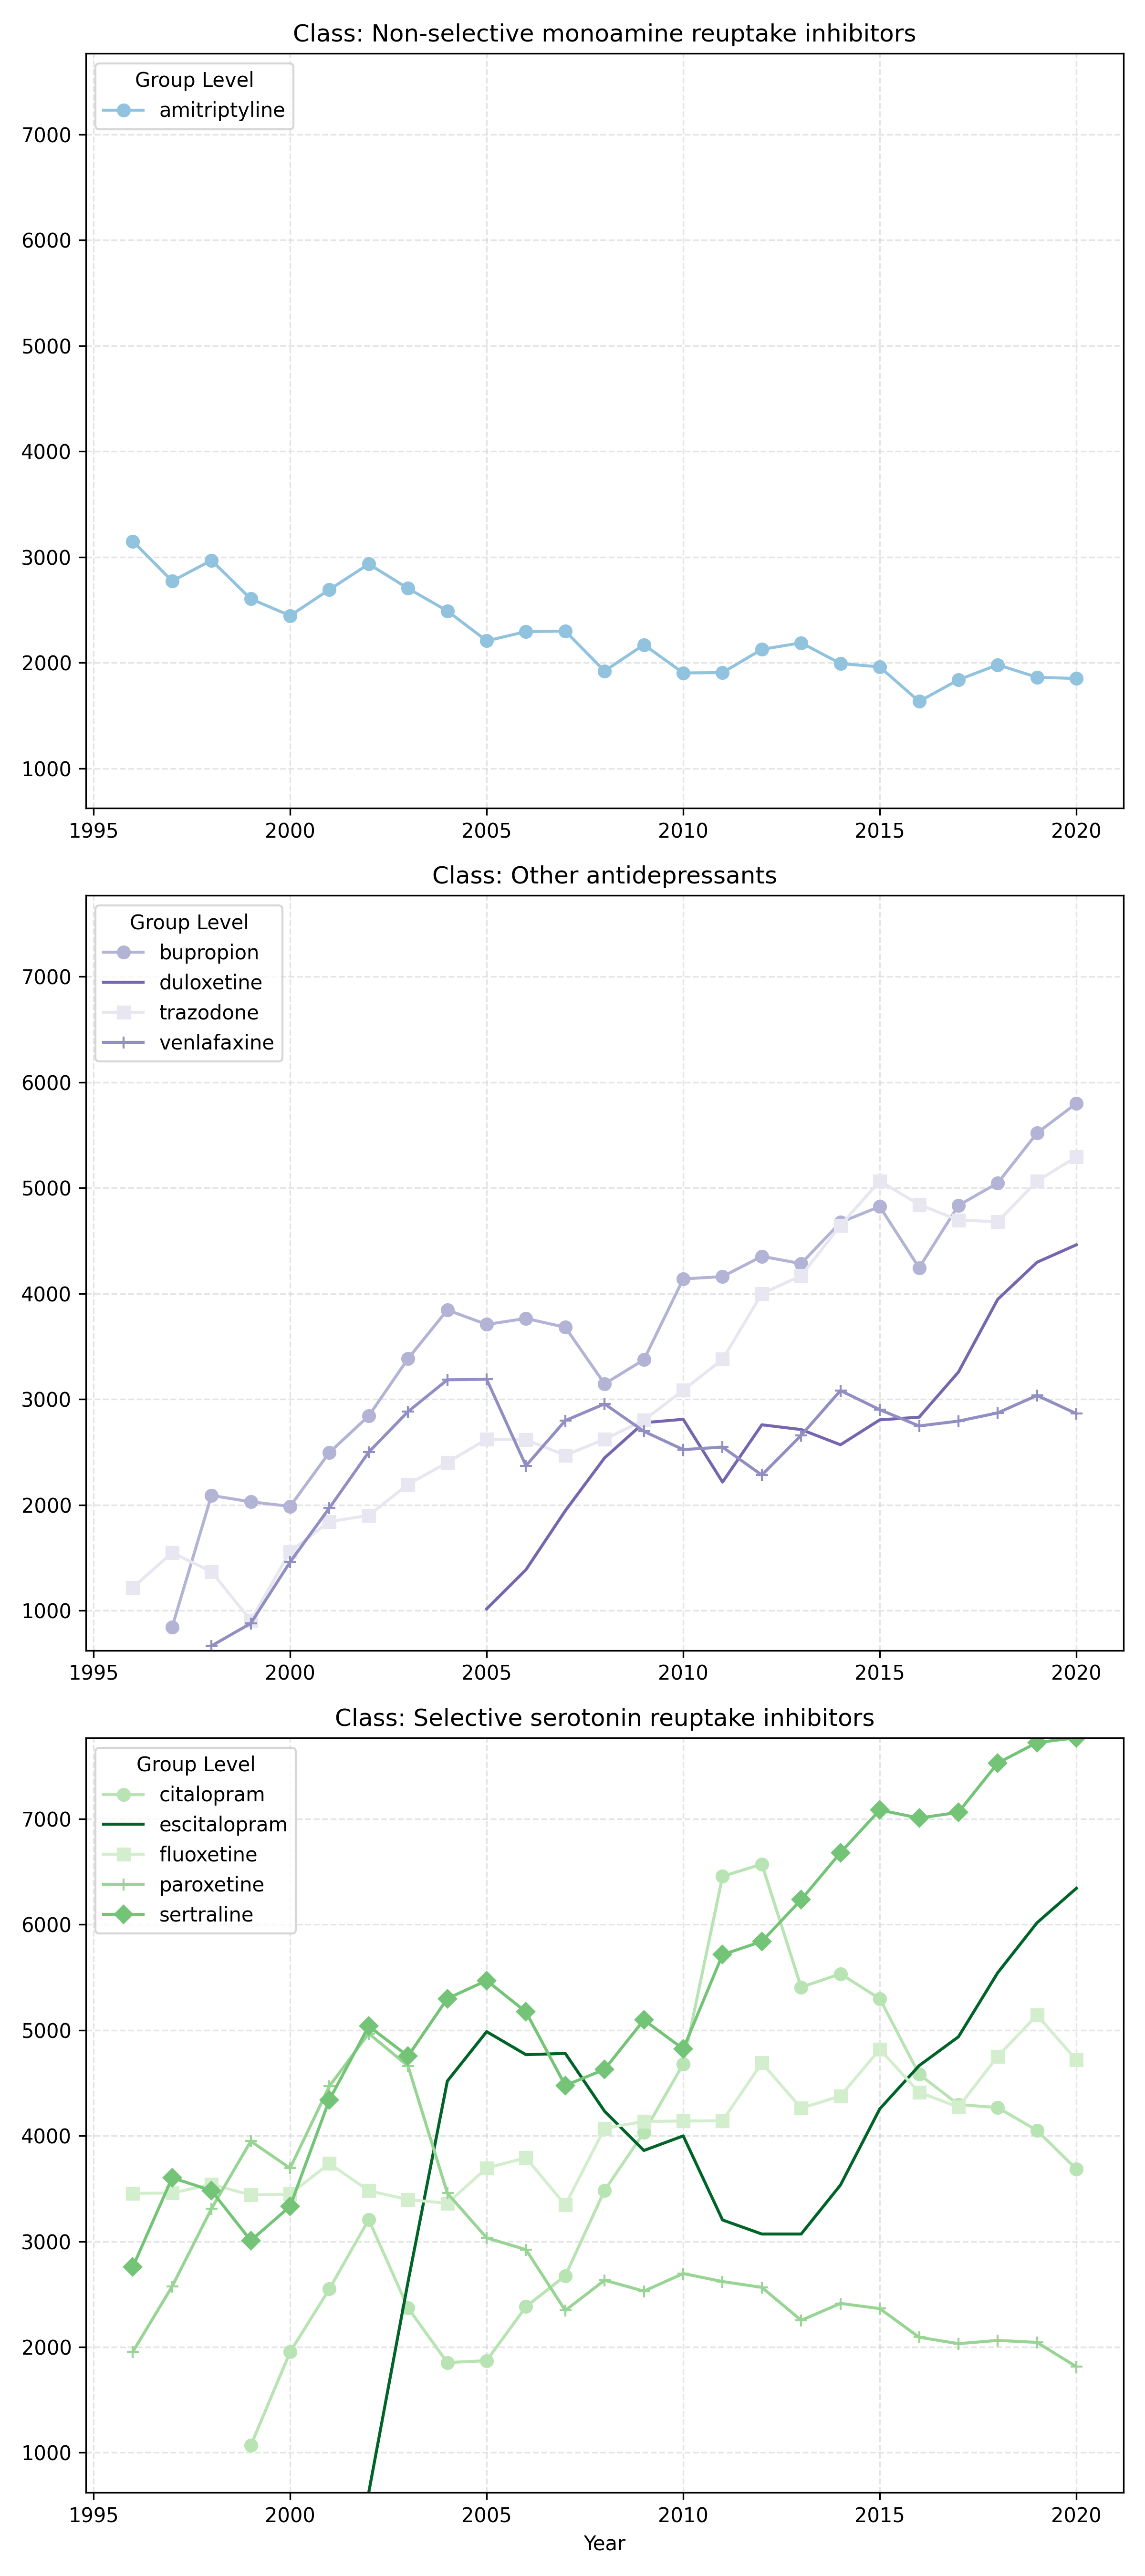 Class: Non-selective monoamine reuptake inhibitors
Group Level
amitriptyline
7000
6000
5000
4000
3000
2000
1000
1995 2000 2005 2010 2015 2020
Class: Other antidepressants
Group Level
bupropion
duloxetine
trazodone
venlafaxine
7000
6000
5000
4000
3000
2000
1000
1995 2000 2005 2010 2015 2020
Class: Selective serotonin reuptake inhibitors
Group Level
citalopram
escitalopram
fluoxetine
paroxetine
sertraline
7000
6000
5000
4000
3000
2000
1000
1995 2000 2005 2010 2015 2020
Year